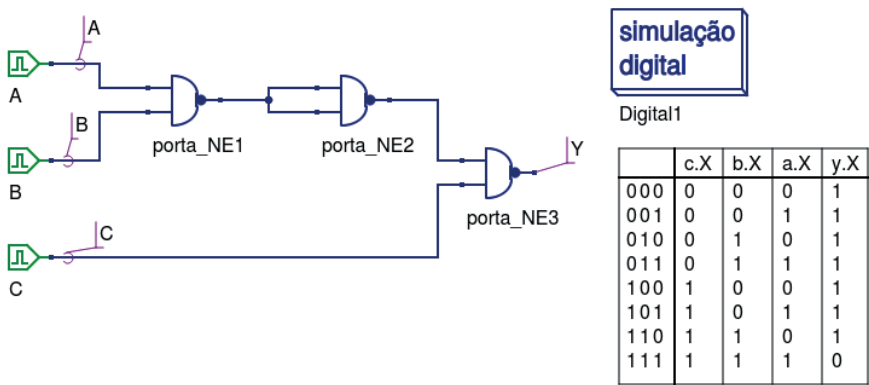 A
A
B
B
C
C
porta_NE1
porta_NE2
porta_NE3
Y
simulação
digital
Digital1
c.X b.X a.X y.X
000 0 0 0 1
001 0 0 1 1
010 0 1 0 1
011 0 1 1 1
100 1 0 0 1
101 1 0 1 1
110 1 1 0 1
111 1 1 1 0